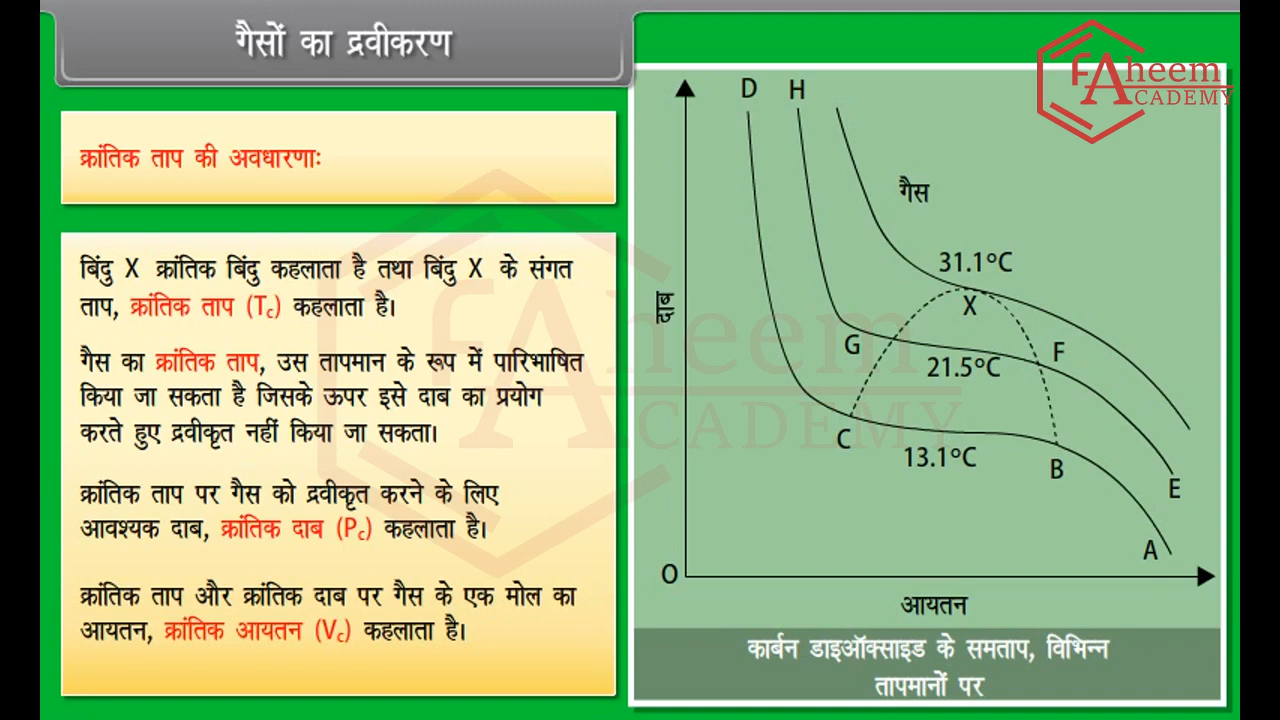 गैसों का द्रवीकरण
क्रांतिक ताप की अवधारणाः
बिंदु X क्रांतिक बिंदु कहलाता है तथा बिंदु X के संगत
ताप, क्रांतिक ताप (Tc) कहलाता है।
गैस का क्रांतिक ताप, उस तापमान के रूप में पारिभाषित
किया जा सकता है जिसके ऊपर इसे दाब का प्रयोग
करते हुए द्रवीकृत नहीं किया जा सकता।
क्रांतिक ताप पर गैस को द्रवीकृत करने के लिए
आवश्यक दाब, क्रांतिक दाब (Pc) कहलाता है।
क्रांतिक ताप और क्रांतिक दाब पर गैस के एक मोल का
आयतन, क्रांतिक आयतन (Vc) कहलाता है।
Faheem
ACADEMY
Faheem
ACADEMY
D H
गैस
31.1°C
X
दाब
G
F
21.5°C
C
13.1°C
B
E
A
O
आयतन
कार्बन डाइऑक्साइड के समताप, विभिन्न
तापमानों पर